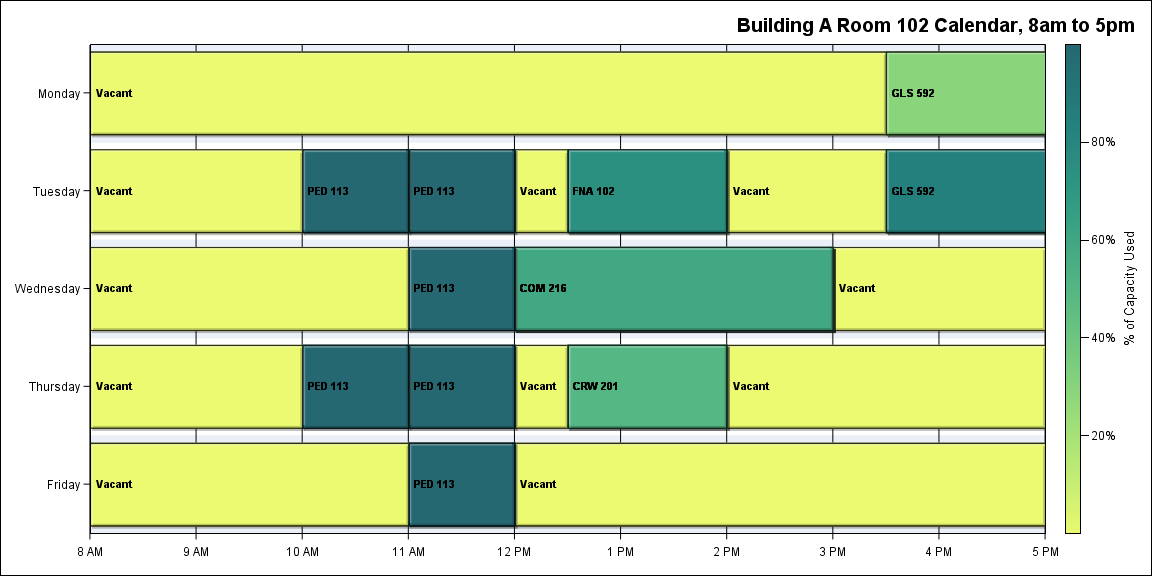 Building A Room 102 Calendar, 8am to 5pm
Monday
Vacant
GLS 592
Tuesday
Vacant
PED 113
PED 113
Vacant
FNA 102
Vacant
GLS 592
Wednesday
Vacant
PED 113
COM 216
Vacant
Thursday
Vacant
PED 113
PED 113
Vacant
CRW 201
Vacant
Friday
Vacant
PED 113
Vacant
8 AM
9 AM
10 AM
11 AM
12 PM
1 PM
2 PM
3 PM
4 PM
5 PM
80%
60%
40%
20%
% of Capacity Used